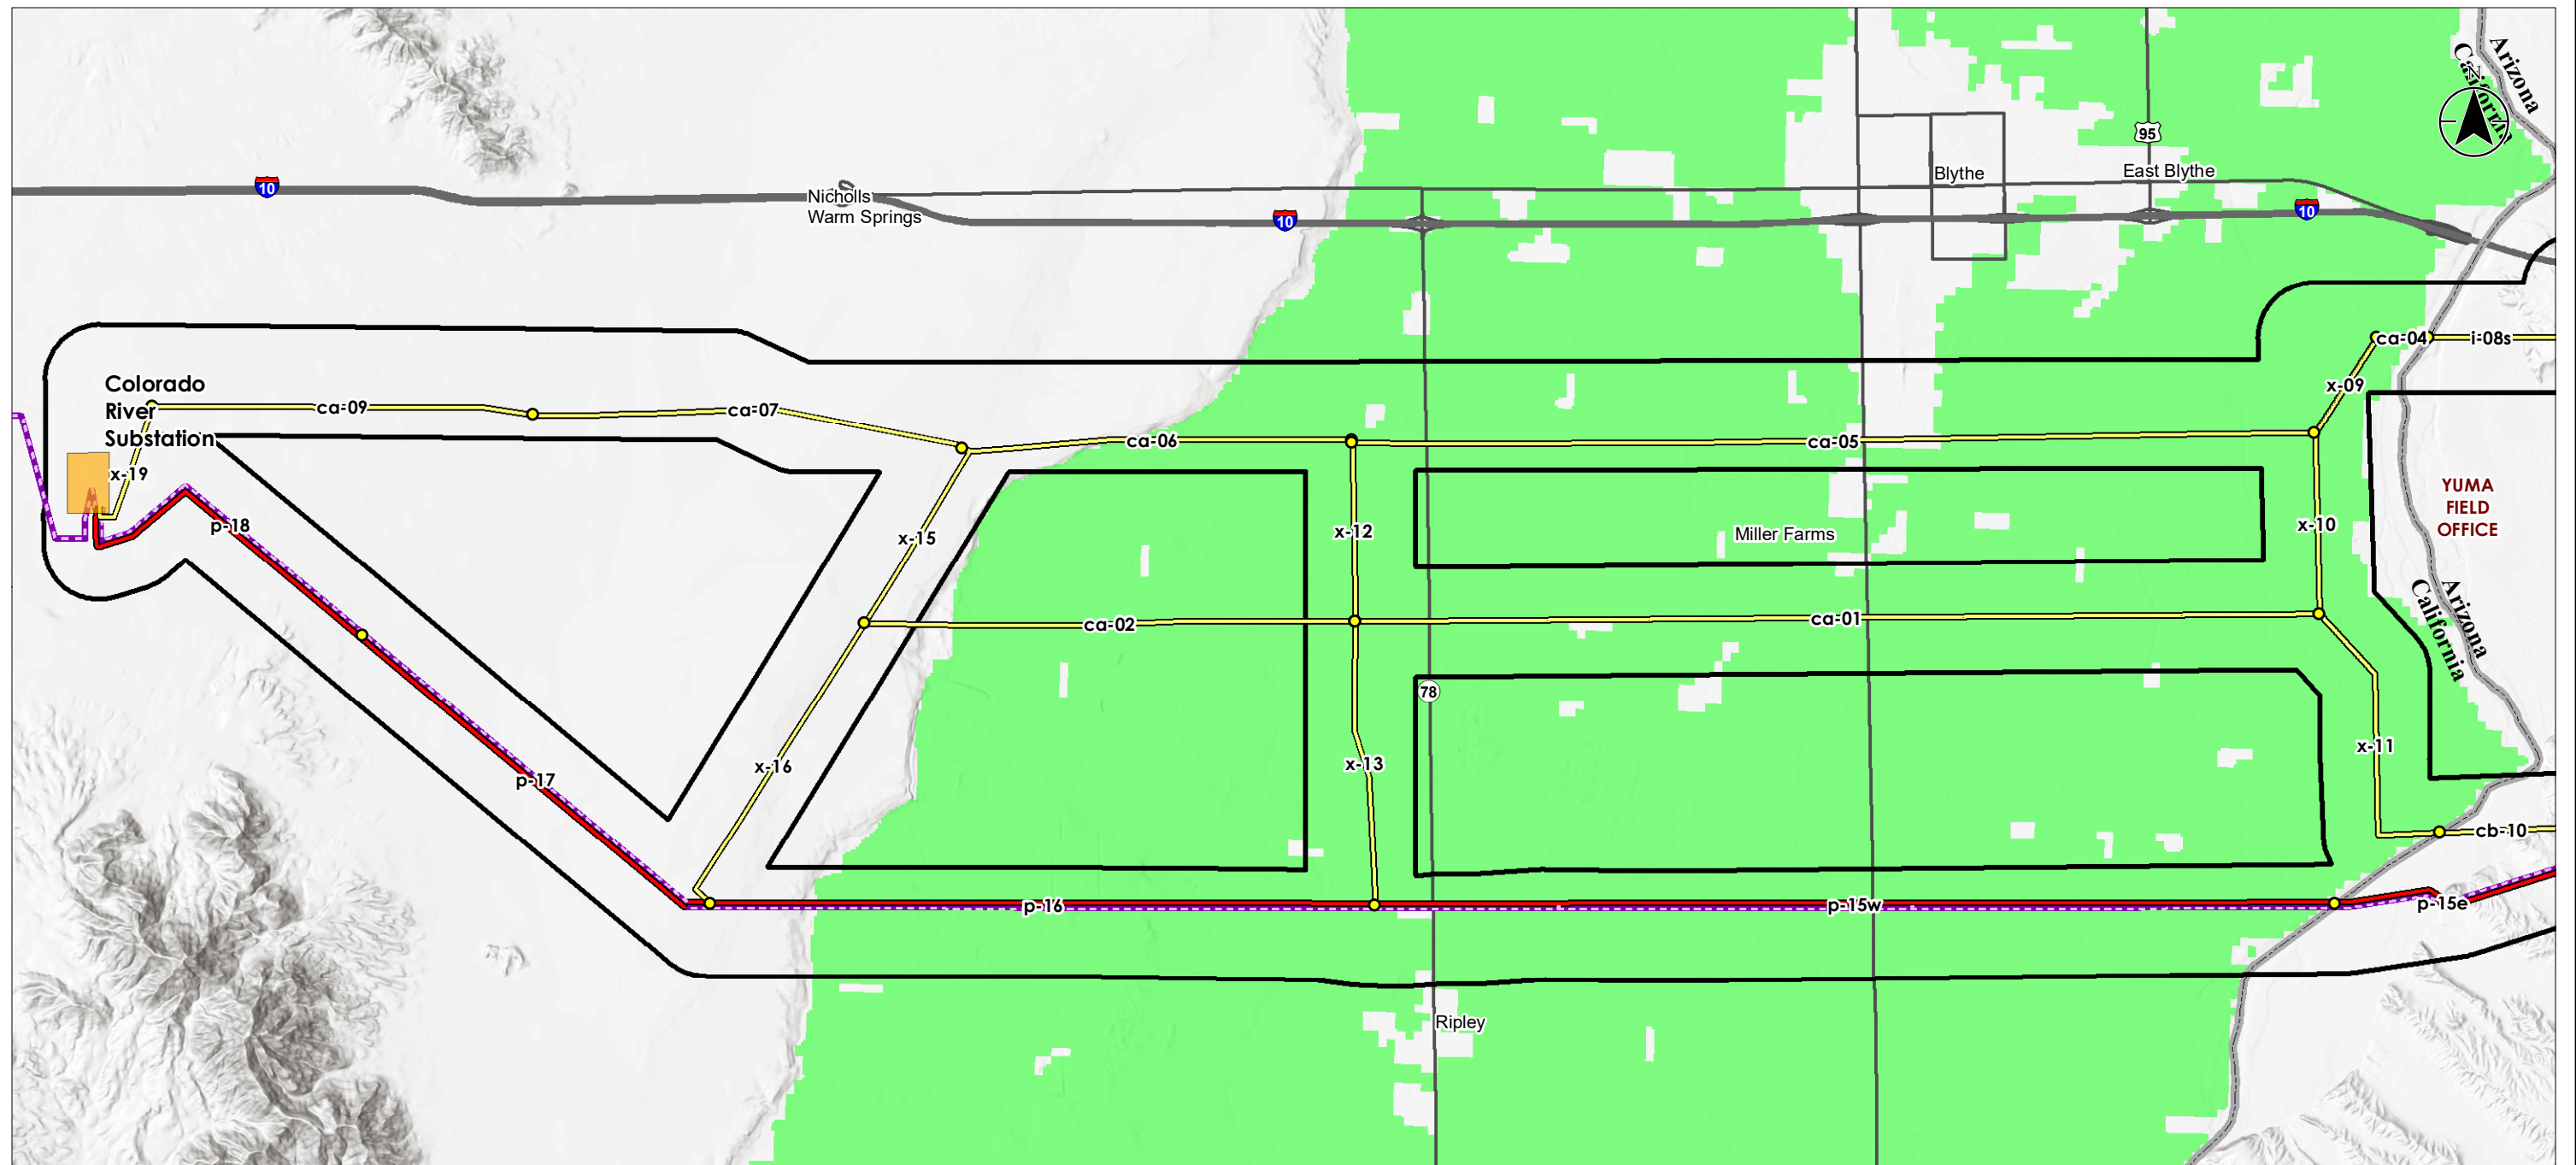 Arizona
California
N
95
10
Blythe
East Blythe
Nicholls
Warm Springs
10
10
ca-04
i-08s
x-09
Colorado
River
Substation
ca-09
ca-07
ca-06
ca-05
x-19
YUMA
FIELD
OFFICE
p-18
x-15
x-12
Miller Farms
x-10
Arizona
California
ca-02
ca-01
78
x-16
x-13
x-11
p-17
cb-10
p-16
p-15w
p-15e
Ripley